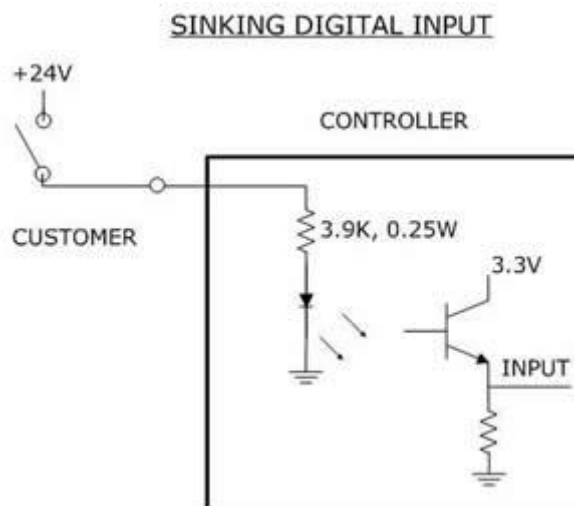 SINKING DIGITAL INPUT
+24V
CONTROLLER
CUSTOMER
3.9K, 0.25W
3.3V
INPUT